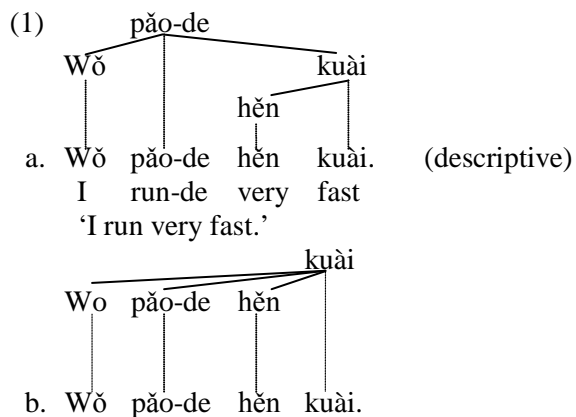 (1) pǎo-de
Wǒ kuài
hěn
a. Wǒ pǎo-de hěn kuài. (descriptive)
I run-de very fast
‘I run very fast.’
kuài
Wo pǎo-de hěn
b. Wǒ pǎo-de hěn kuài.